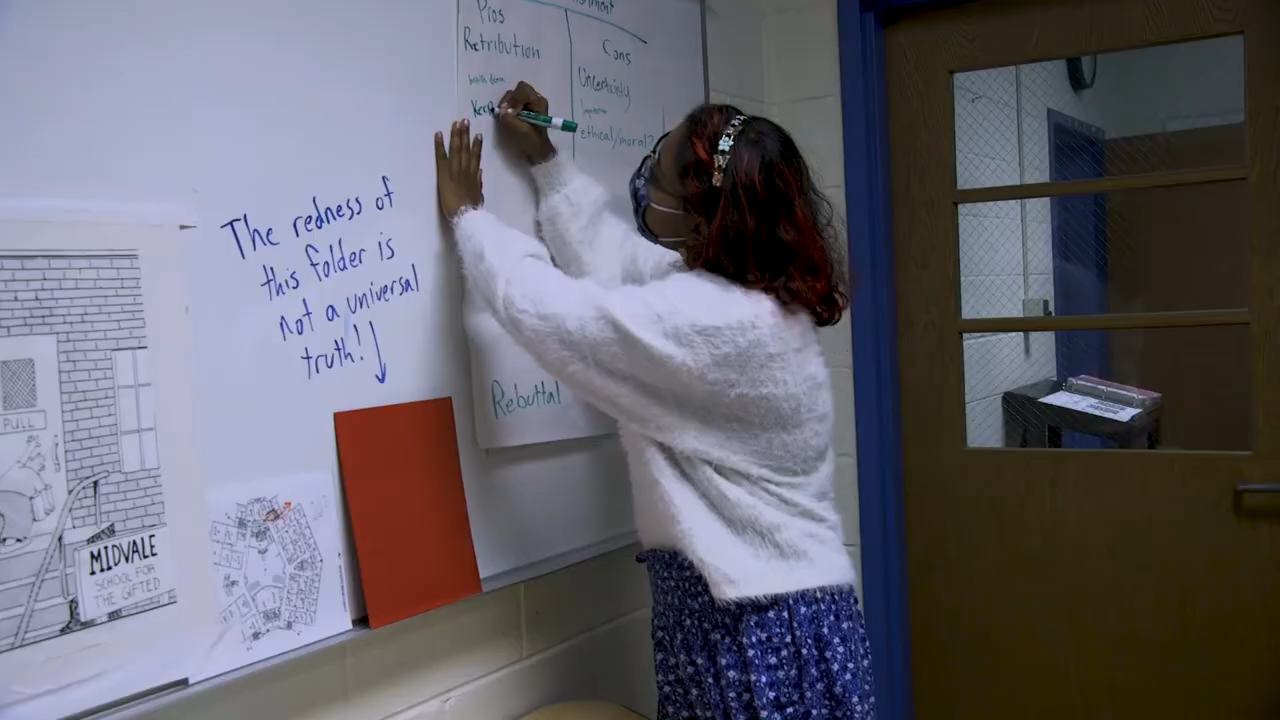 Pros
Retribution
Cons
Uncertainty
ethical/moral?
Rebuttal
The redness of
this folder is
not a universal
truth!
PULL
MIDVALE
SCHOOL FOR
THE GIFTED